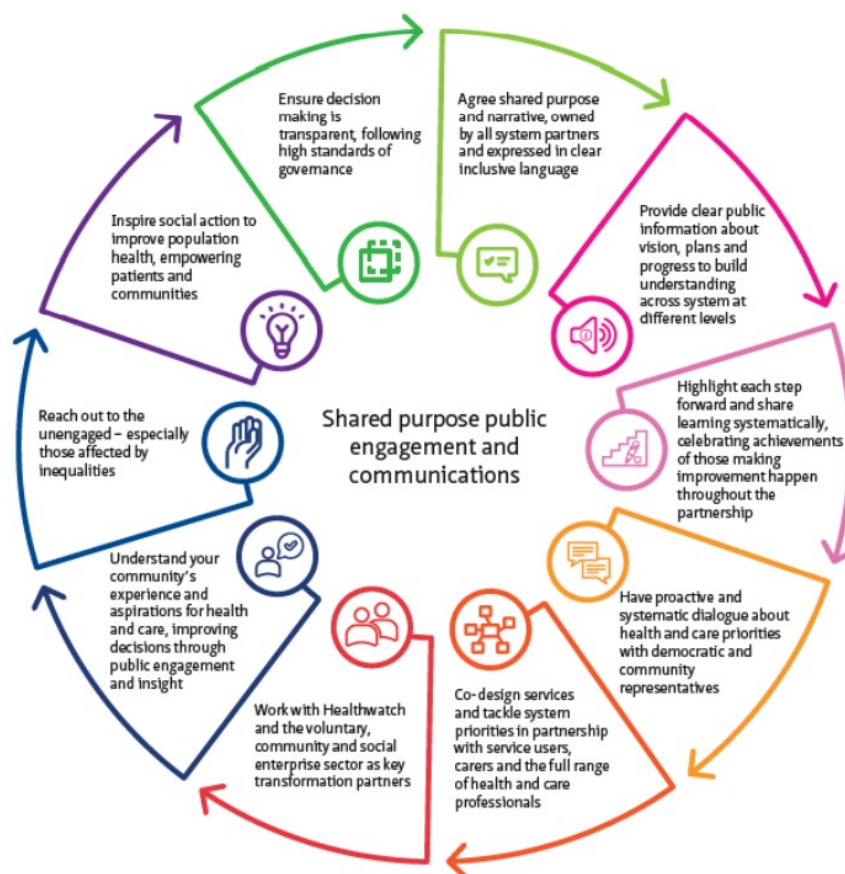 Shared purpose public
engagement and
communications
Agree shared purpose
and narrative, owned
by all system partners
and expressed in clear
inclusive language
Provide clear public
information about
vision, plans and
progress to build
understanding
across system at
different levels
Highlight each step
forward and share
learning systematically,
celebrating achievements
of those making
improvement happen
throughout the
partnership
Have proactive and
systematic dialogue about
health and care priorities
with democratic and
community
representatives
Co-design services
and tackle system
priorities in partnership
with service users,
carers and the full range
of health and care
professionals
Work with Healthwatch
and the voluntary,
community and social
enterprise sector as key
transformation partners
Understand your
community's
experience and
aspirations for health
and care, improving
decisions through
public engagement
and insight
Reach out to the
unengaged – especially
those affected by
inequalities
Inspire social action to
improve population
health, empowering
patients and
communities
Ensure decision
making is
transparent, following
high standards of
governance